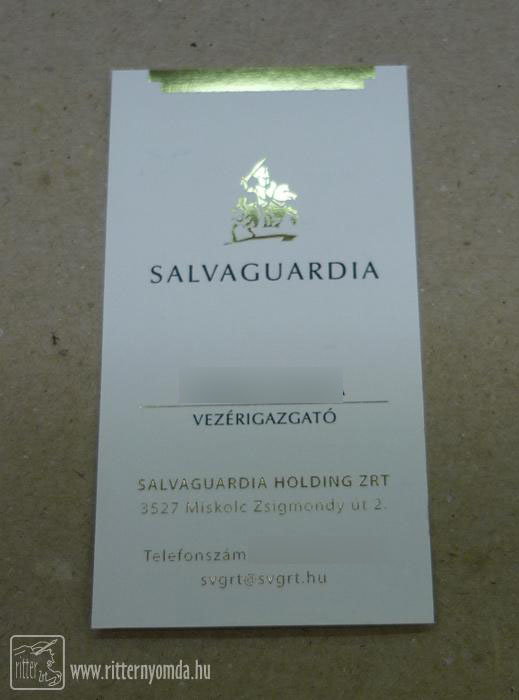 SALVAGUARDIA
VEZÉRIGAZGATÓ
SALVAGUARDIA HOLDING ZRT
3527 Miskolc Zsigmondy út 2.
Telefonszám
svgrt@svgrt.hu
ritter zrt.
www.ritternyomda.hu